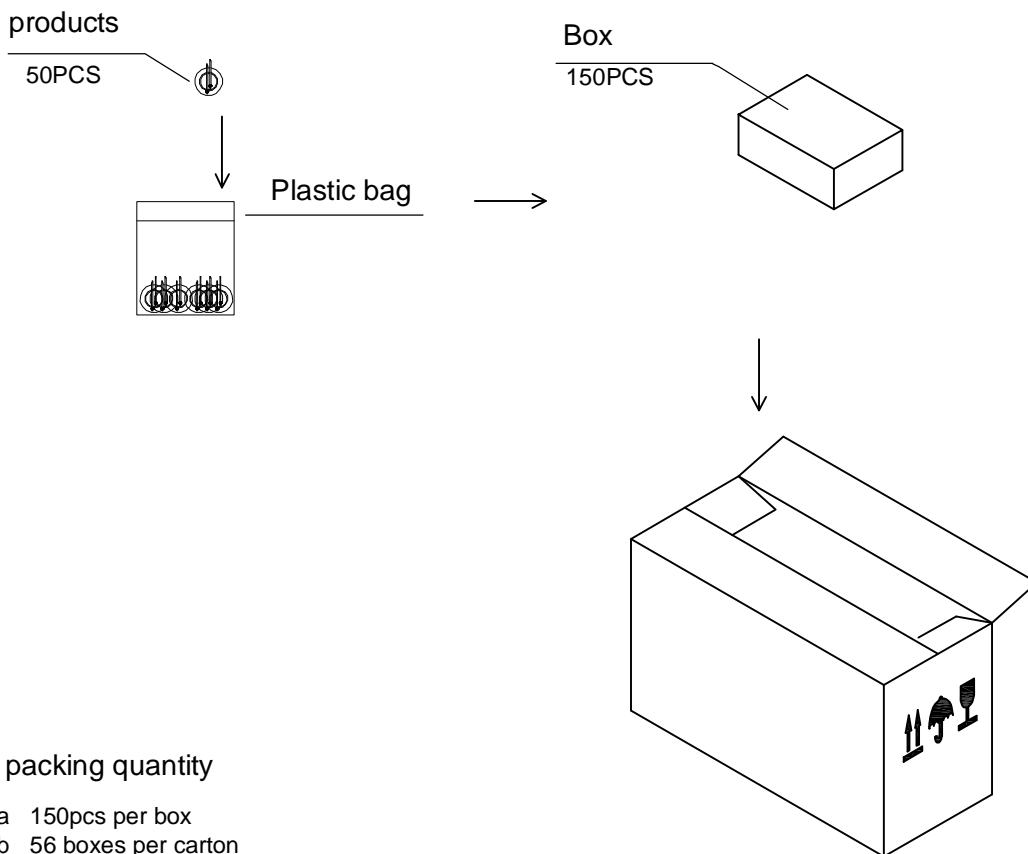 products
50PCS
Box
150PCS
Plastic bag
packing quantity
a 150pcs per box
b 56 boxes per carton